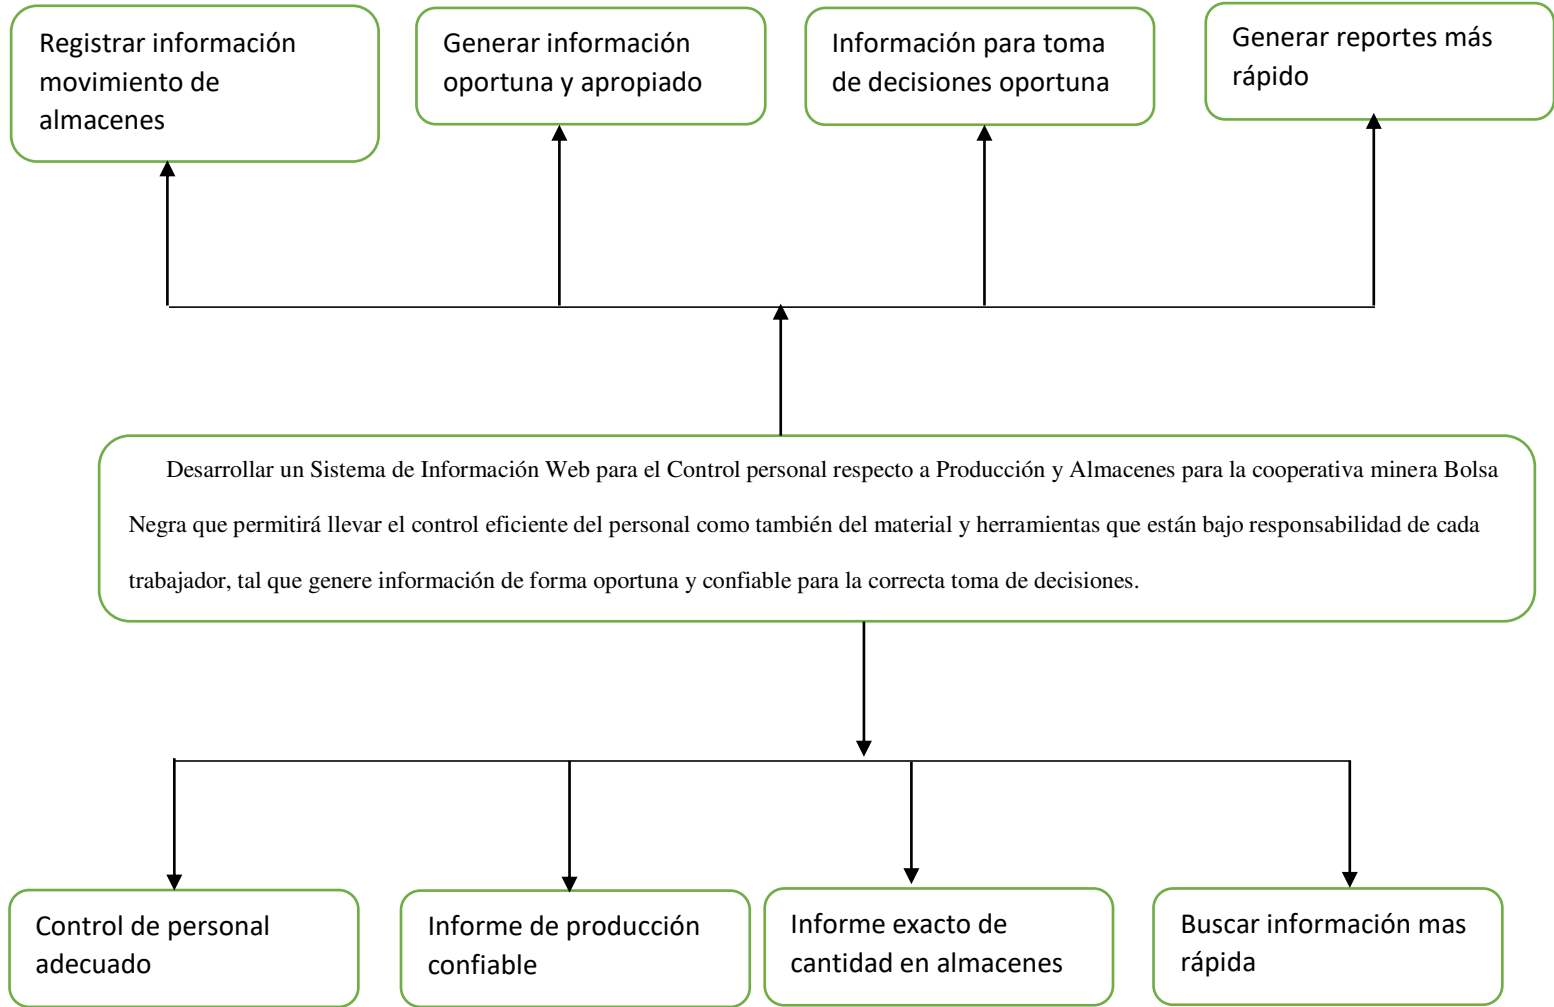 Registrar información
movimiento de
almacenes
Generar información
oportuna y apropiado
Información para toma
de decisiones oportuna
Generar reportes más
rápido
Desarrollar un Sistema de Información Web para el Control personal respecto a Producción y Almacenes para la cooperativa minera Bolsa
Negra que permitirá llevar el control eficiente del personal como también del material y herramientas que están bajo responsabilidad de cada
trabajador, tal que genere información de forma oportuna y confiable para la correcta toma de decisiones.
Control de personal
adecuado
Informe de producción
confiable
Informe exacto de
cantidad en almacenes
Buscar información mas
rápida